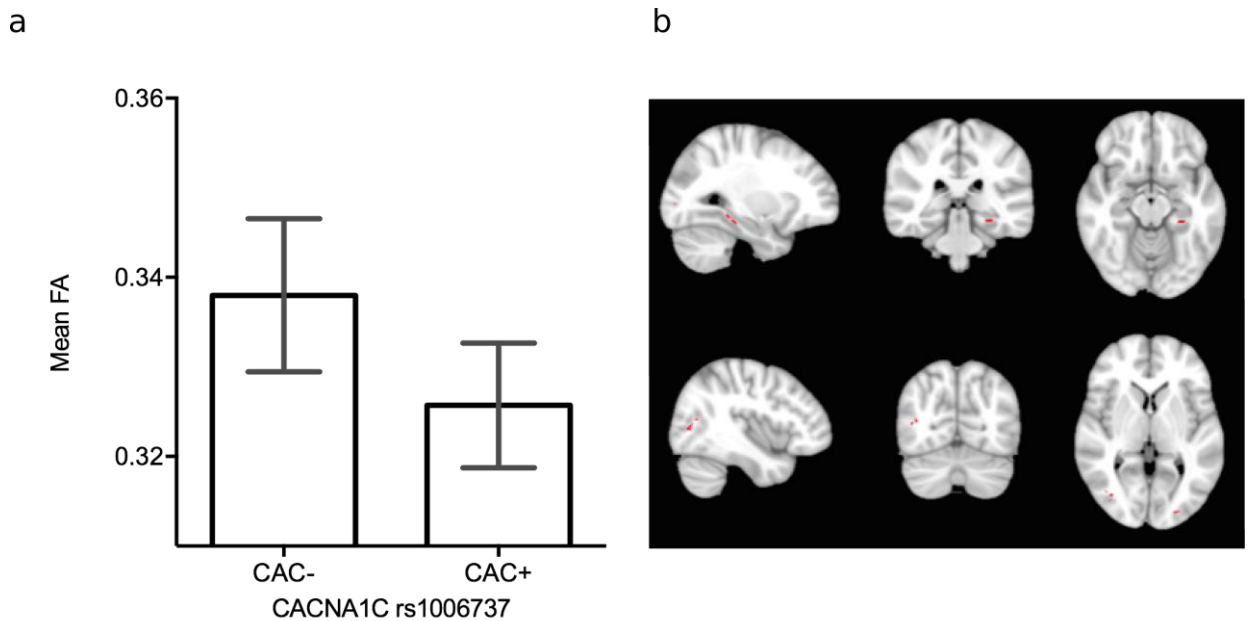 a
b
0.36
0.34
0.32
Mean FA
CAC-
CAC+
CACNA1C rs1006737